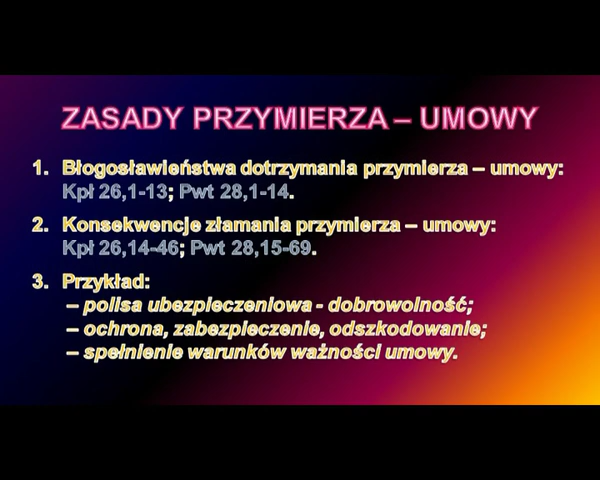 ZASADY PRZYMIERZA – UMOWY
1. Błogosławieństwa dotrzymania przymierza – umowy:
Kpł 26,1-13; Pwt 28,1-14.
2. Konsekwencje złamania przymierza – umowy:
Kpł 26,14-46; Pwt 28,15-69.
3. Przykład:
– polisa ubezpieczeniowa - dobrowolność;
– ochrona, zabezpieczenie, odszkodowanie;
– spełnienie warunków ważności umowy.